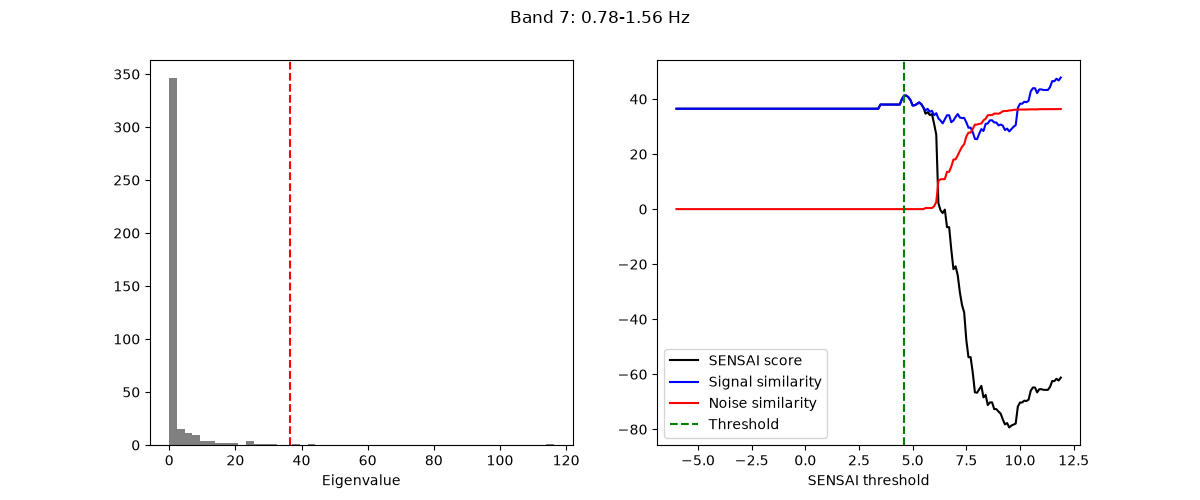 Band 7: 0.78-1.56 Hz
350
300
250
200
150
100
50
0
0 20 40 60 80 100 120
Eigenvalue
40
20
0
−20
−40
−60
−80
SENSAI score
Signal similarity
Noise similarity
Threshold
−5.0 −2.5 0.0 2.5 5.0 7.5 10.0 12.5
SENSAI threshold